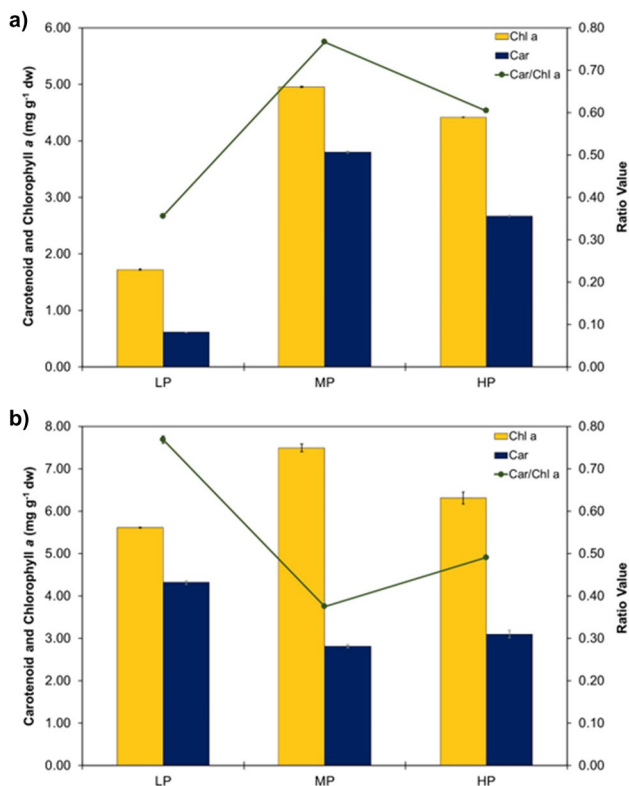 a)
6.00
5.00
4.00
3.00
2.00
1.00
0.00
Carotenoid and Chlorophyll a (mg g⁻¹ dw)
Chl a
Car
Car/Chl a
0.80
0.70
0.60
0.50
0.40
0.30
0.20
0.10
0.00
Ratio Value
LP MP HP
b)
8.00
7.00
6.00
5.00
4.00
3.00
2.00
1.00
0.00
Carotenoid and Chlorophyll a (mg g⁻¹ dw)
Chl a
Car
Car/Chl a
0.80
0.70
0.60
0.50
0.40
0.30
0.20
0.10
0.00
Ratio Value
LP MP HP